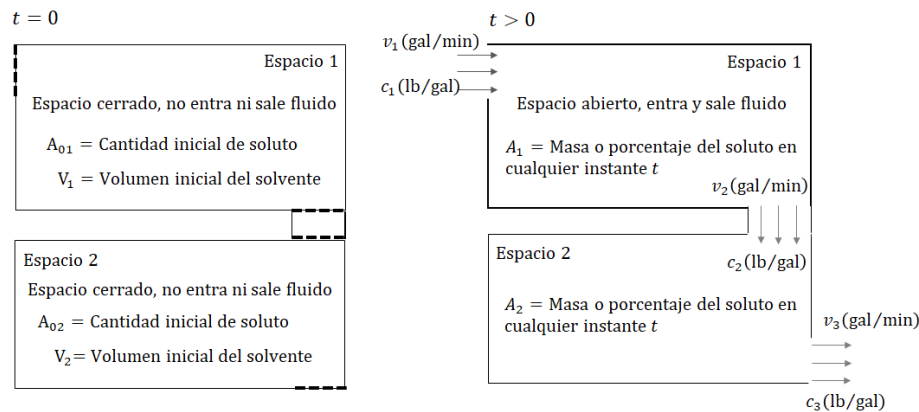 t = 0
Espacio 1
Espacio cerrado, no entra ni sale fluido
A₀₁ = Cantidad inicial de soluto
V₁ = Volumen inicial del solvente
Espacio 2
Espacio cerrado, no entra ni sale fluido
A₀₂ = Cantidad inicial de soluto
V₂= Volumen inicial del solvente
t > 0
v₁(gal/min)
c₁(lb/gal)
Espacio 1
Espacio abierto, entra y sale fluido
A₁ = Masa o porcentaje del soluto en
cualquier instante t
v₂(gal/min)
c₂(lb/gal)
Espacio 2
A₂ = Masa o porcentaje del soluto en
cualquier instante t
v₃(gal/min)
c₃(lb/gal)